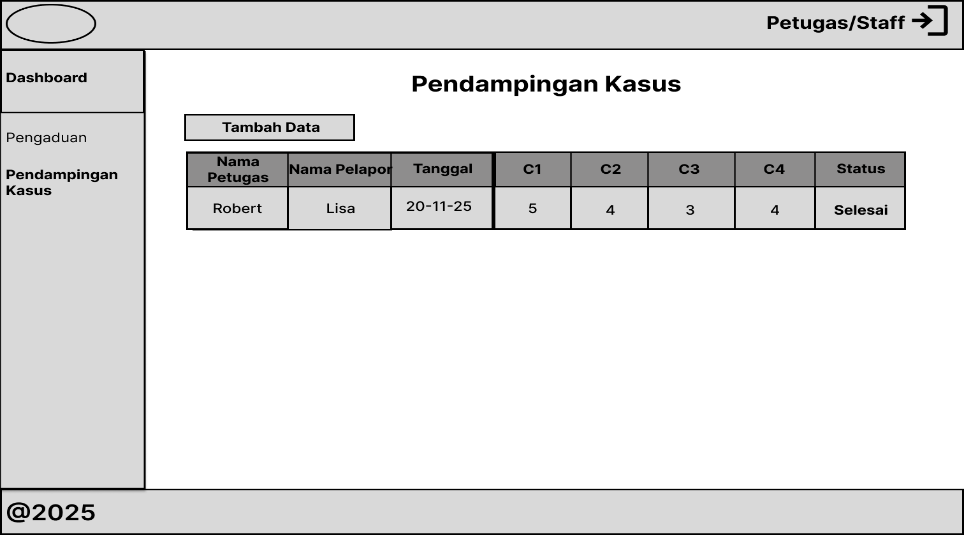 Petugas/Staff
Dashboard
Pengaduan
Pendampingan
Kasus
Pendampingan Kasus
Tambah Data
Nama
Petugas
Nama Pelapor
Tanggal
C1
C2
C3
C4
Status
Robert
Lisa
20-11-25
5
4
3
4
Selesai
@2025